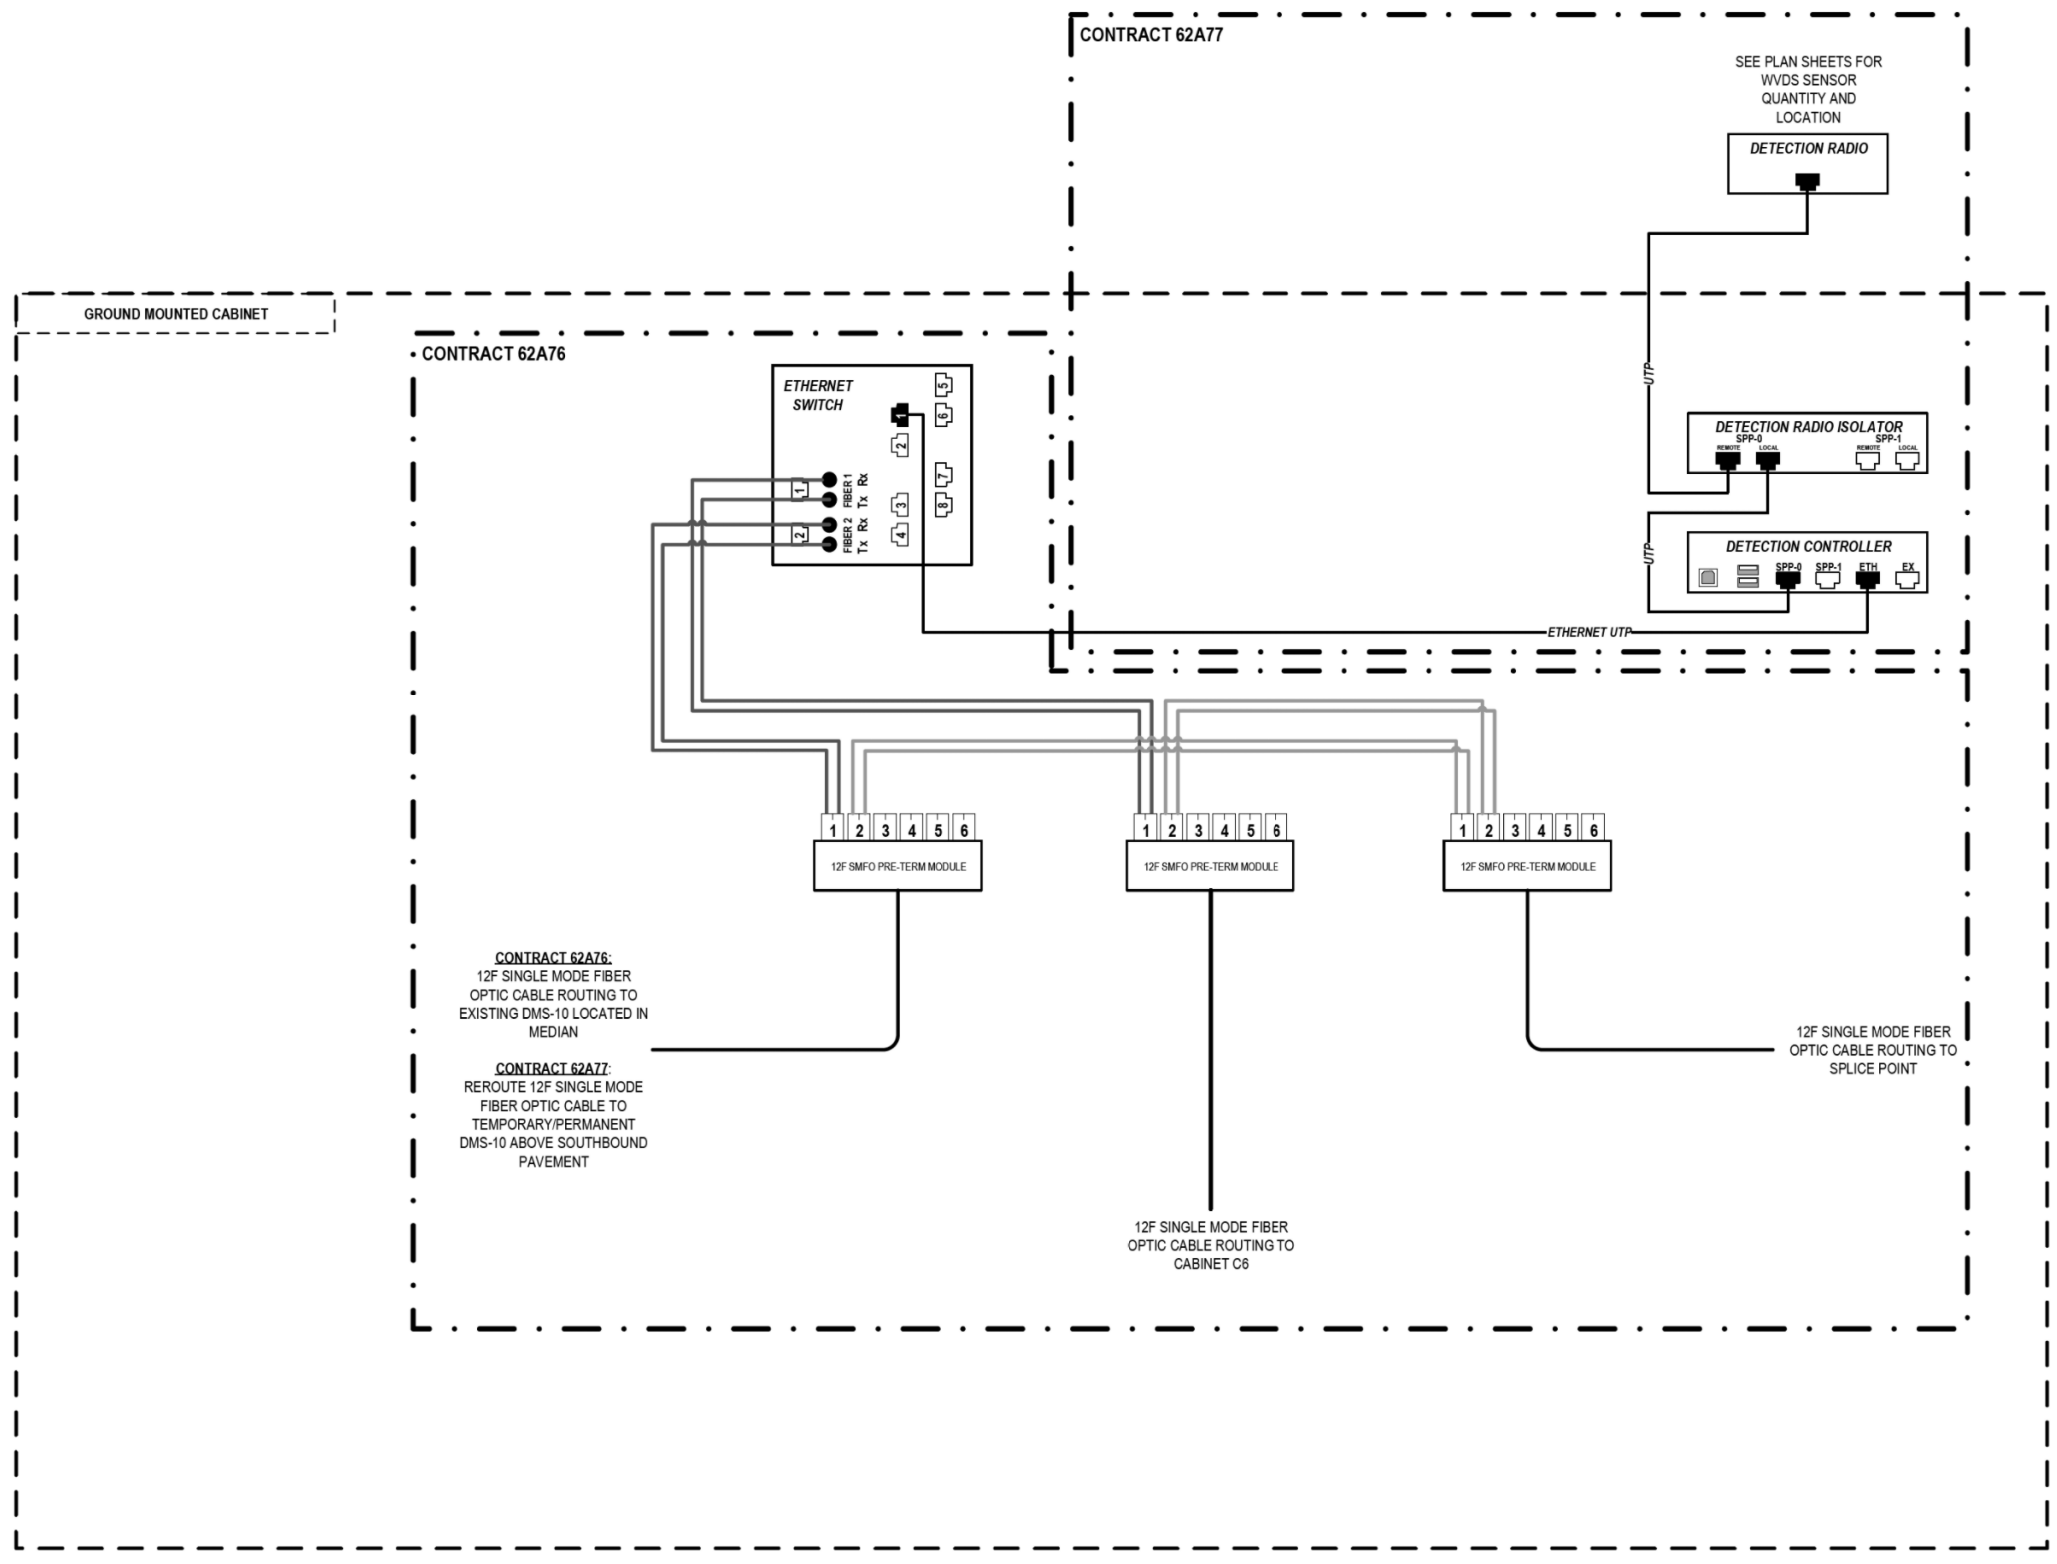 CONTRACT 62A77
SEE PLAN SHEETS FOR
WVDS SENSOR
QUANTITY AND
LOCATION
DETECTION RADIO
GROUND MOUNTED CABINET
CONTRACT 62A76
ETHERNET
SWITCH
5
1
6
2
7
3
8
4
1
FIBER 1
Rx
Tx
2
FIBER 2
Rx
Tx
UTP
DETECTION RADIO ISOLATOR
SPP-0
SPP-1
REMOTE
LOCAL
REMOTE
LOCAL
UTP
DETECTION CONTROLLER
SPP-0
SPP-1
ETH
EX
ETHERNET UTP
1 2 3 4 5 6
12F SMFO PRE-TERM MODULE
1 2 3 4 5 6
12F SMFO PRE-TERM MODULE
1 2 3 4 5 6
12F SMFO PRE-TERM MODULE
CONTRACT 62A76:
12F SINGLE MODE FIBER
OPTIC CABLE ROUTING TO
EXISTING DMS-10 LOCATED IN
MEDIAN
CONTRACT 62A77:
REROUTE 12F SINGLE MODE
FIBER OPTIC CABLE TO
TEMPORARY/PERMANENT
DMS-10 ABOVE SOUTHBOUND
PAVEMENT
12F SINGLE MODE FIBER
OPTIC CABLE ROUTING TO
SPLICE POINT
12F SINGLE MODE FIBER
OPTIC CABLE ROUTING TO
CABINET C6